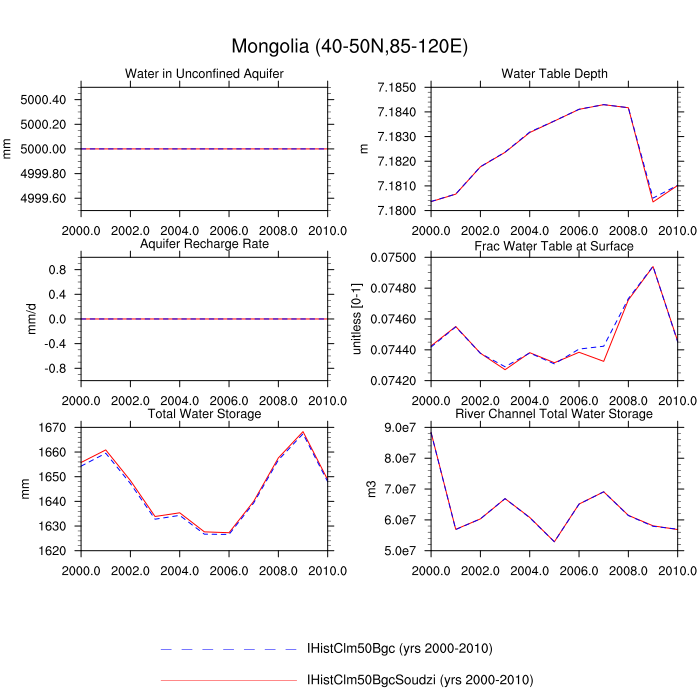 Mongolia (40-50N,85-120E)
Water in Unconfined Aquifer
5000.40
5000.20
5000.00
4999.80
4999.60
mm
2000.0 2002.0 2004.0 2006.0 2008.0 2010.0
Water Table Depth
7.1850
7.1840
7.1830
7.1820
7.1810
7.1800
m
2000.0 2002.0 2004.0 2006.0 2008.0 2010.0
Aquifer Recharge Rate
0.8
0.4
0.0
-0.4
-0.8
mm/d
2000.0 2002.0 2004.0 2006.0 2008.0 2010.0
Frac Water Table at Surface
0.07500
0.07480
0.07460
0.07440
0.07420
unitless [0-1]
2000.0 2002.0 2004.0 2006.0 2008.0 2010.0
Total Water Storage
1670
1660
1650
1640
1630
1620
mm
2000.0 2002.0 2004.0 2006.0 2008.0 2010.0
River Channel Total Water Storage
9.0e7
8.0e7
7.0e7
6.0e7
5.0e7
m3
2000.0 2002.0 2004.0 2006.0 2008.0 2010.0
IHistClm50Bgc (yrs 2000-2010)
IHistClm50BgcSoudzi (yrs 2000-2010)